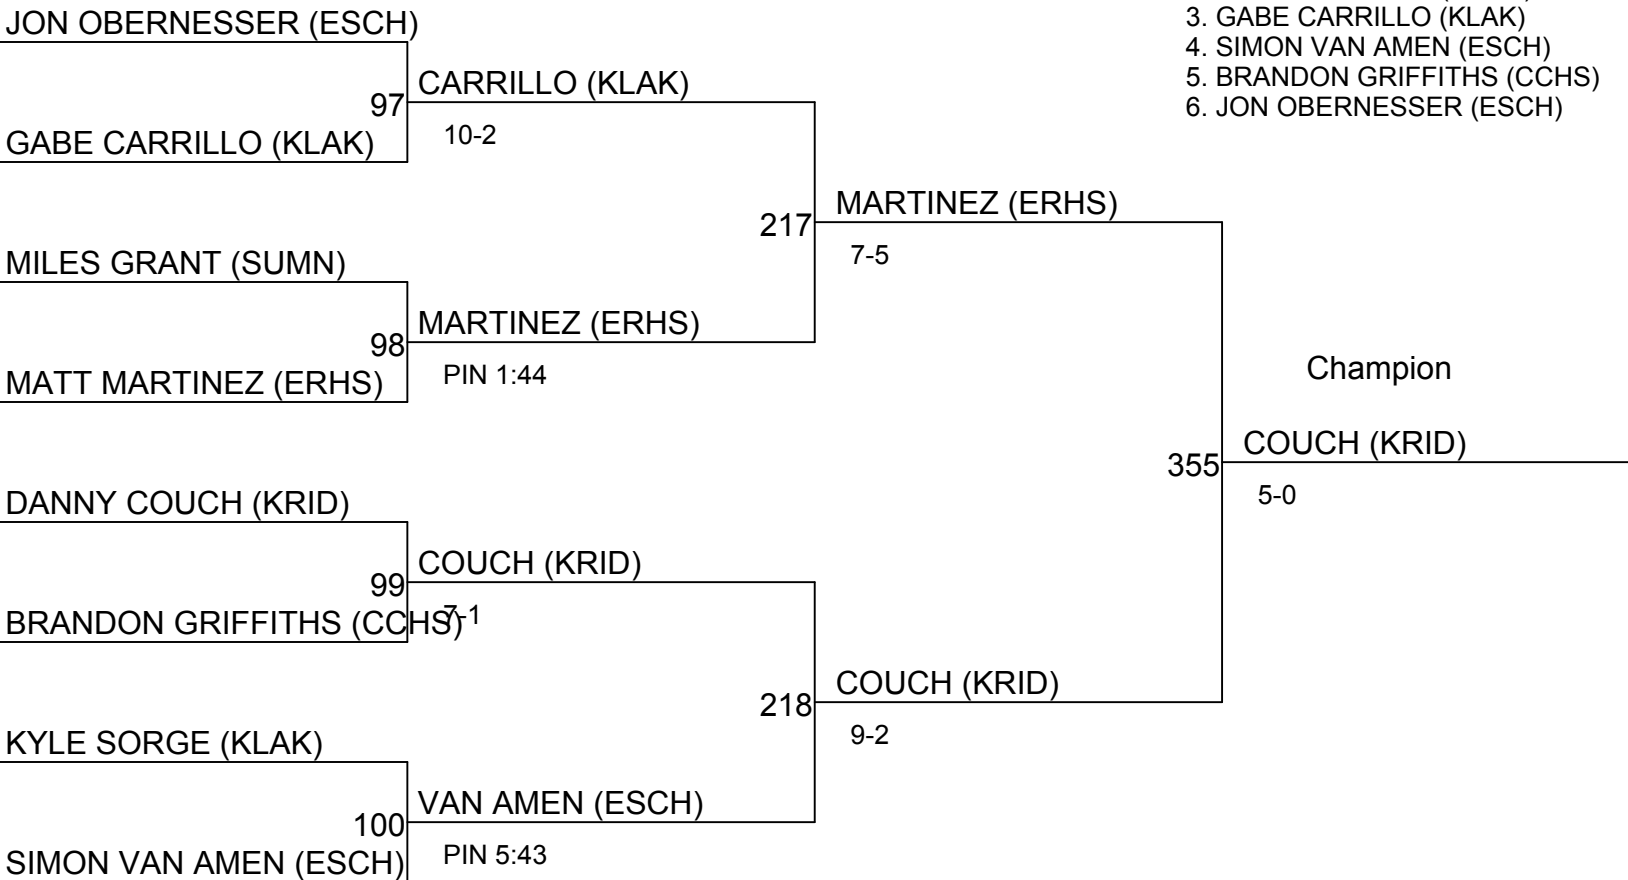 JON OBERNESSER (ESCH)
97
GABE CARRILLO (KLAK)
CARRILLO (KLAK)
10-2
MILES GRANT (SUMN)
98
MATT MARTINEZ (ERHS)
MARTINEZ (ERHS)
PIN 1:44
217
MARTINEZ (ERHS)
7-5
DANNY COUCH (KRID)
99
BRANDON GRIFFITHS (CCHS)
COUCH (KRID)
7-1
KYLE SORGE (KLAK)
100
SIMON VAN AMEN (ESCH)
VAN AMEN (ESCH)
PIN 5:43
218
COUCH (KRID)
9-2
355
Champion
COUCH (KRID)
5-0
3. GABE CARRILLO (KLAK)
4. SIMON VAN AMEN (ESCH)
5. BRANDON GRIFFITHS (CCHS)
6. JON OBERNESSER (ESCH)